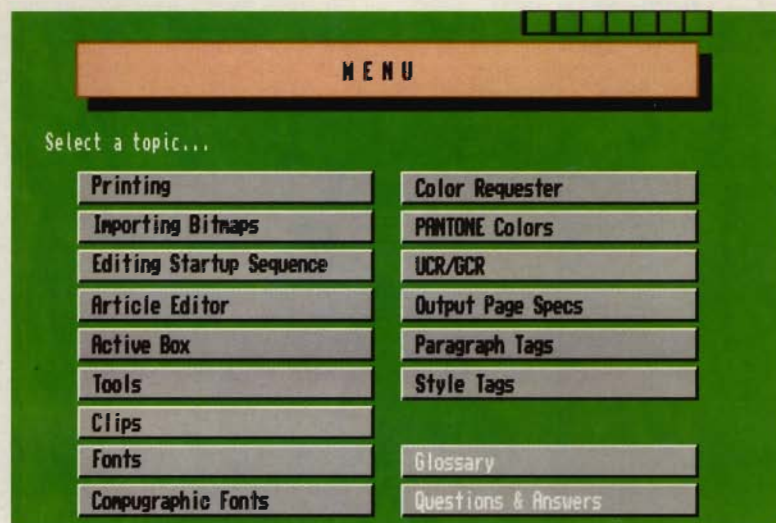 MENU
Select a topic...
Printing
Importing Bitmaps
Editing Startup Sequence
Article Editor
Active Box
Tools
Clips
Fonts
Compugraphic Fonts
Color Requester
PANTONE Colors
UCR/GCR
Output Page Specs
Paragraph Tags
Style Tags
Glossary
Questions & Answers